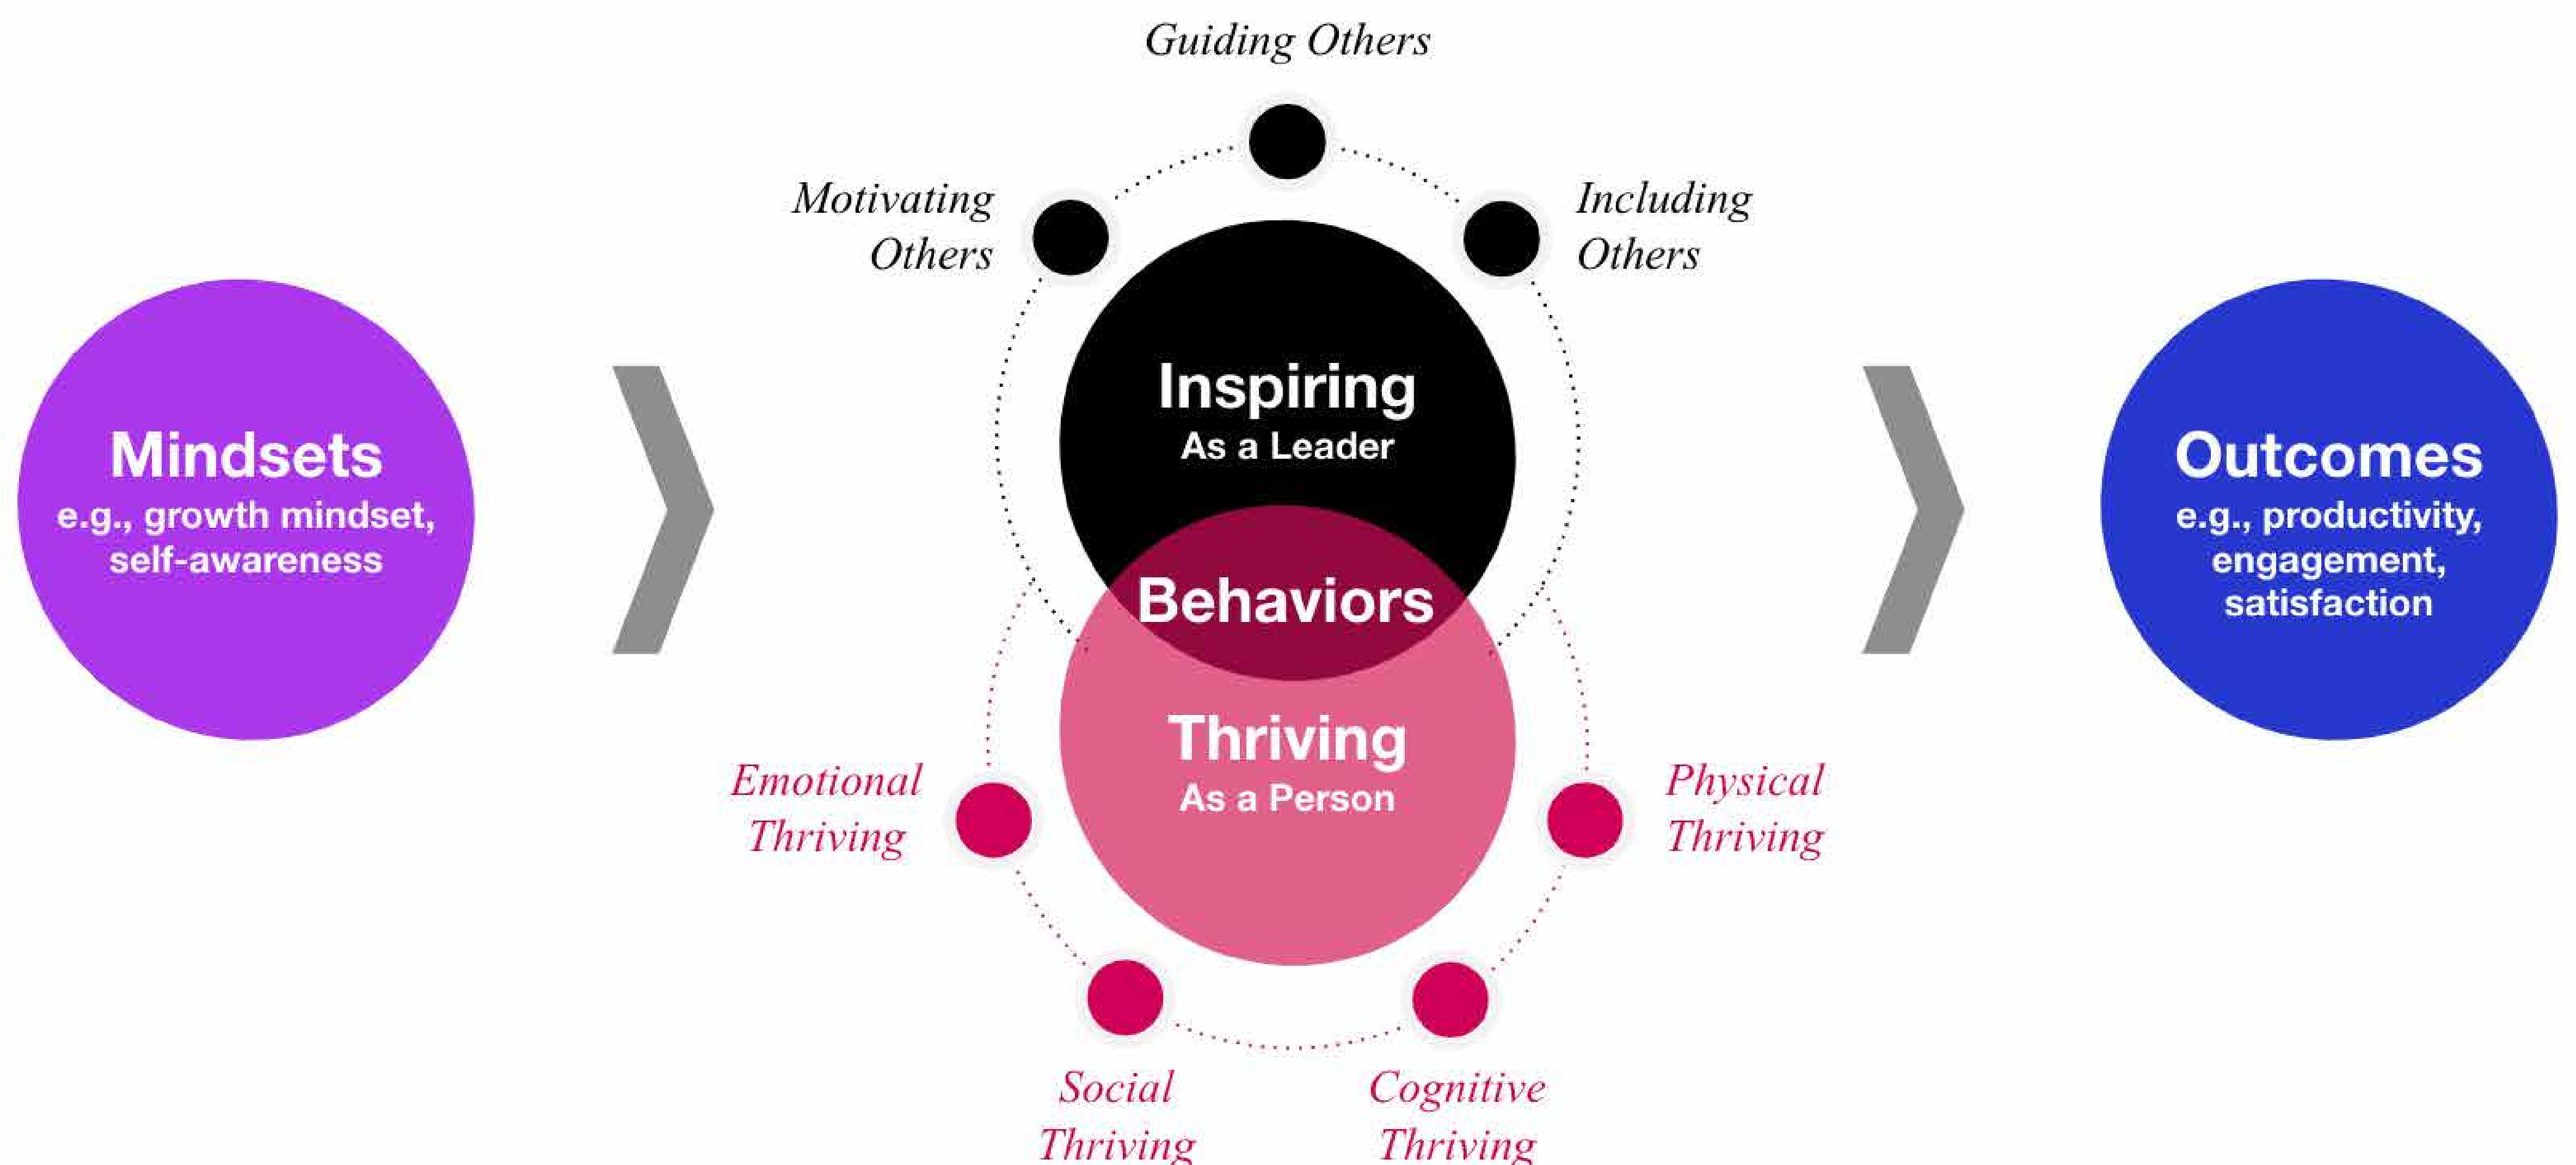 Guiding Others
Motivating
Others
Including
Others
Mindsets
e.g., growth mindset,
self-awareness
Inspiring
As a Leader
Behaviors
Thriving
As a Person
Outcomes
e.g., productivity,
engagement,
satisfaction
Emotional
Thriving
Physical
Thriving
Social
Thriving
Cognitive
Thriving